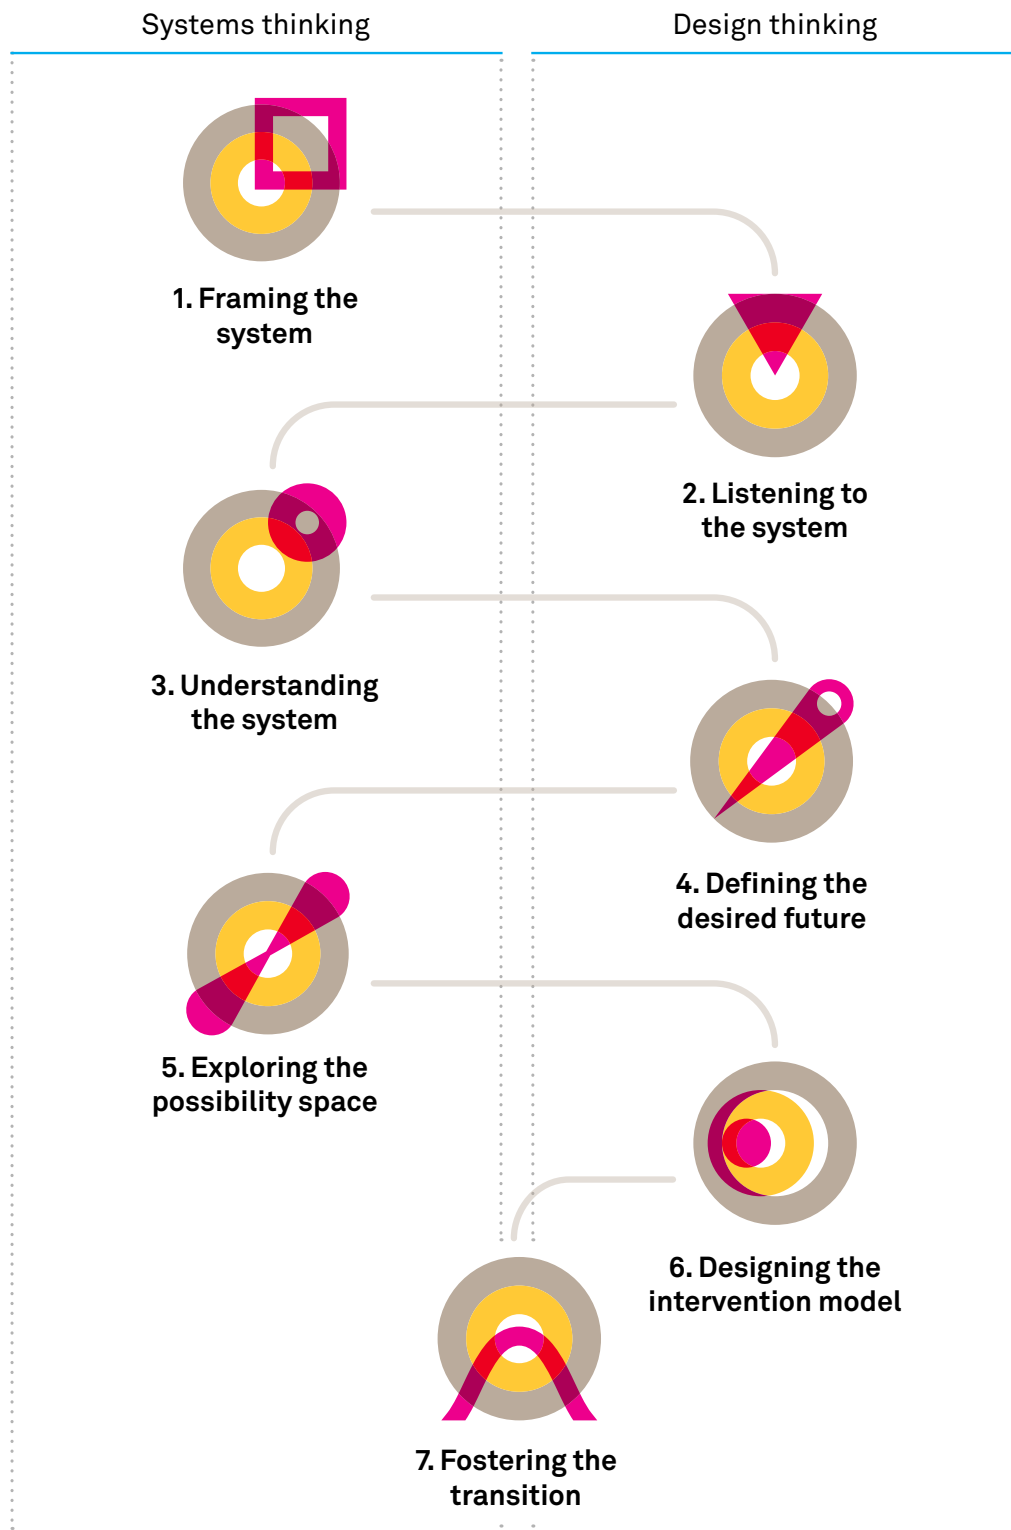 Systems thinking
Design thinking
1. Framing the
system
2. Listening to
the system
3. Understanding
the system
4. Defining the
desired future
5. Exploring the
possibility space
6. Designing the
intervention model
7. Fostering the
transition